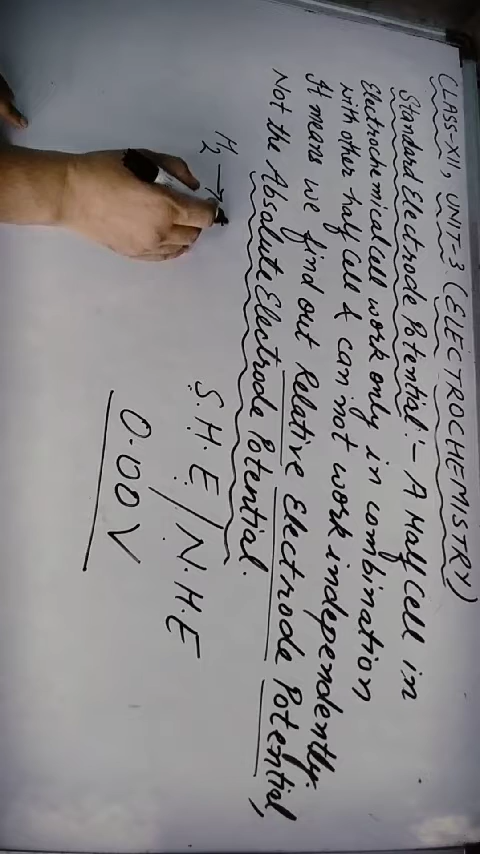 CLASS-XII, UNIT-3 (ELECTROCHEMISTRY)
Standard Electrode Potential:- A Half Cell in
Electrochemical cell work only in combination
with other half cell & can not work independently.
It means we find out Relative Electrode Potential,
Not the Absolute Electrode Potential.
H2 →
S.H.E / N.H.E
0.00 V